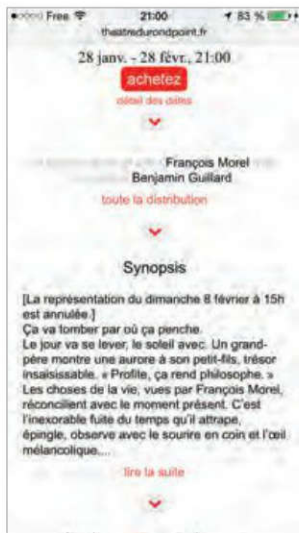 Free 21:00 83 %
theatredurondpoint.fr
28 janv. - 28 févr., 21:00
achetez
détail des dates
François Morel
Benjamin Guillard
toute la distribution
Synopsis
[La représentation du dimanche 8 février à 15h
est annulée.]
Ça va tomber par où ça penche.
Le jour va se lever, le soleil avec. Un grand-
père montre une aurore à son petit-fils, trésor
insaisissable. « Profite, ça rend philosophe. »
Les choses de la vie, vues par François Morel,
réconcilient avec le moment présent. C'est
l'inexorable fuite du temps qu'il attrape,
épingle, observe avec le sourire en coin et l'œil
mélancolique....
lire la suite